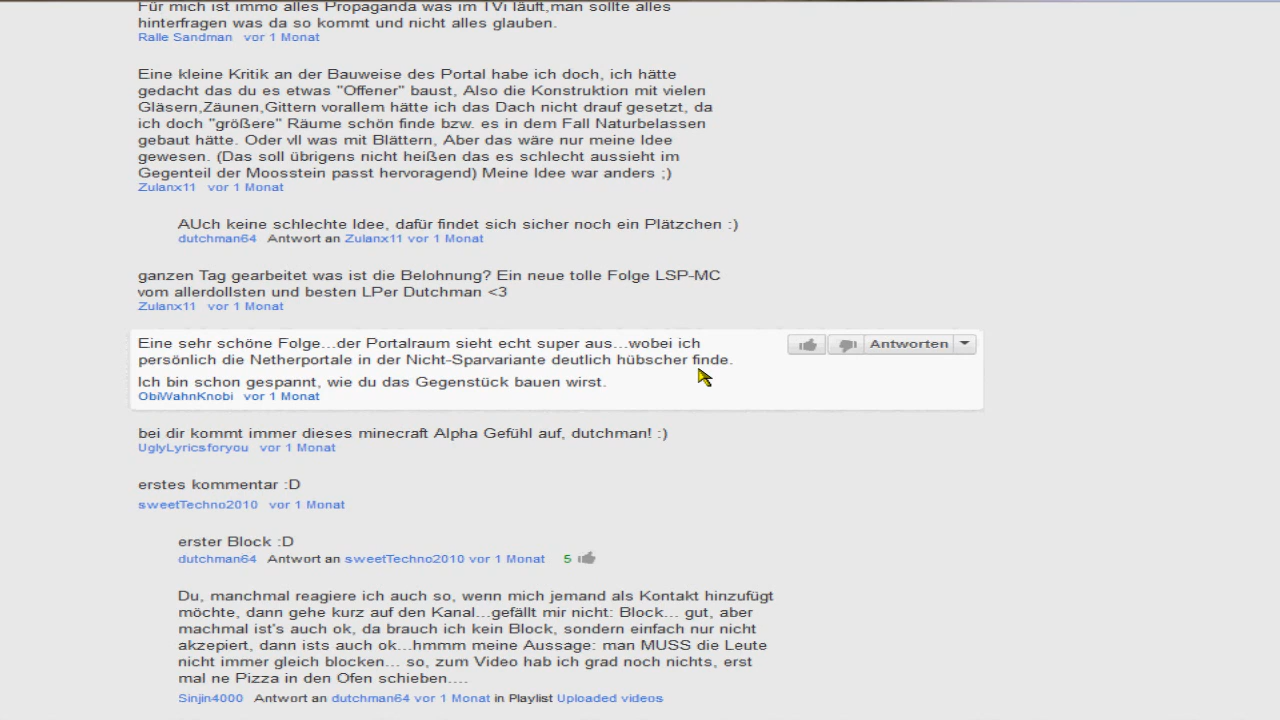 Für mich ist immo alles Propaganda was im TVi läuft,man sollte alles
hinterfragen was da so kommt und nicht alles glauben.
Ralle Sandman vor 1 Monat
Eine kleine Kritik an der Bauweise des Portal habe ich doch, ich hätte
gedacht das du es etwas "Offener" baust, Also die Konstruktion mit vielen
Gläsern,Zäunen,Gittern vorallem hätte ich das Dach nicht drauf gesetzt, da
ich doch "größere" Räume schön finde bzw. es in dem Fall Naturbelassen
gebaut hätte. Oder vll was mit Blättern, Aber das wäre nur meine Idee
gewesen. (Das soll übrigens nicht heißen das es schlecht aussieht im
Gegenteil der Moosstein passt hervoragend) Meine Idee war anders ;)
Zulanx11 vor 1 Monat
AUch keine schlechte Idee, dafür findet sich sicher noch ein Plätzchen :)
dutchman64 Antwort an Zulanx11 vor 1 Monat
ganzen Tag gearbeitet was ist die Belohnung? Ein neue tolle Folge LSP-MC
vom allerdollsten und besten LPer Dutchman <3
Zulanx11 vor 1 Monat
Eine sehr schöne Folge...der Portalraum sieht echt super aus...wobei ich
persönlich die Netherportale in der Nicht-Sparvariante deutlich hübscher finde.
Antworten
Ich bin schon gespannt, wie du das Gegenstück bauen wirst.
ObiWahnKnobi vor 1 Monat
bei dir kommt immer dieses minecraft Alpha Gefühl auf, dutchman! :)
UglyLyricsforyou vor 1 Monat
erstes kommentar :D
sweetTechno2010 vor 1 Monat
erster Block :D
dutchman64 Antwort an sweetTechno2010 vor 1 Monat 5
Du, manchmal reagiere ich auch so, wenn mich jemand als Kontakt hinzufügt
möchte, dann gehe kurz auf den Kanal...gefällt mir nicht: Block... gut, aber
machmal ist's auch ok, da brauch ich kein Block, sondern einfach nur nicht
akzepiert, dann ists auch ok...hmmm meine Aussage: man MUSS die Leute
nicht immer gleich blocken... so, zum Video hab ich grad noch nichts, erst
mal ne Pizza in den Ofen schieben....
Sinjin4000 Antwort an dutchman64 vor 1 Monat in Playlist Uploaded videos